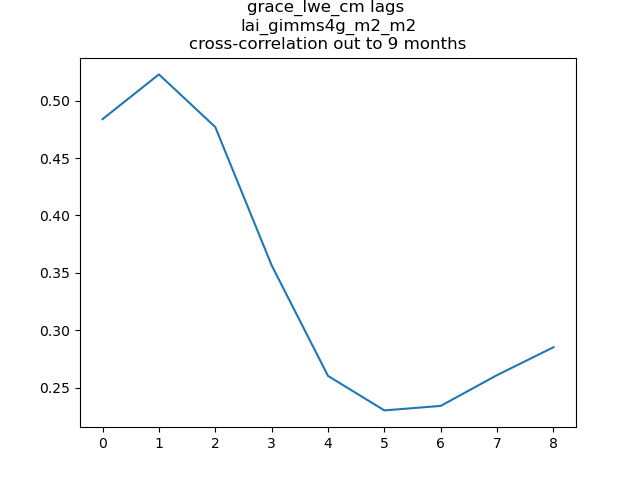 grace_lwe_cm lags
lai_gimms4g_m2_m2
cross-correlation out to 9 months
0.50
0.45
0.40
0.35
0.30
0.25
0 1 2 3 4 5 6 7 8